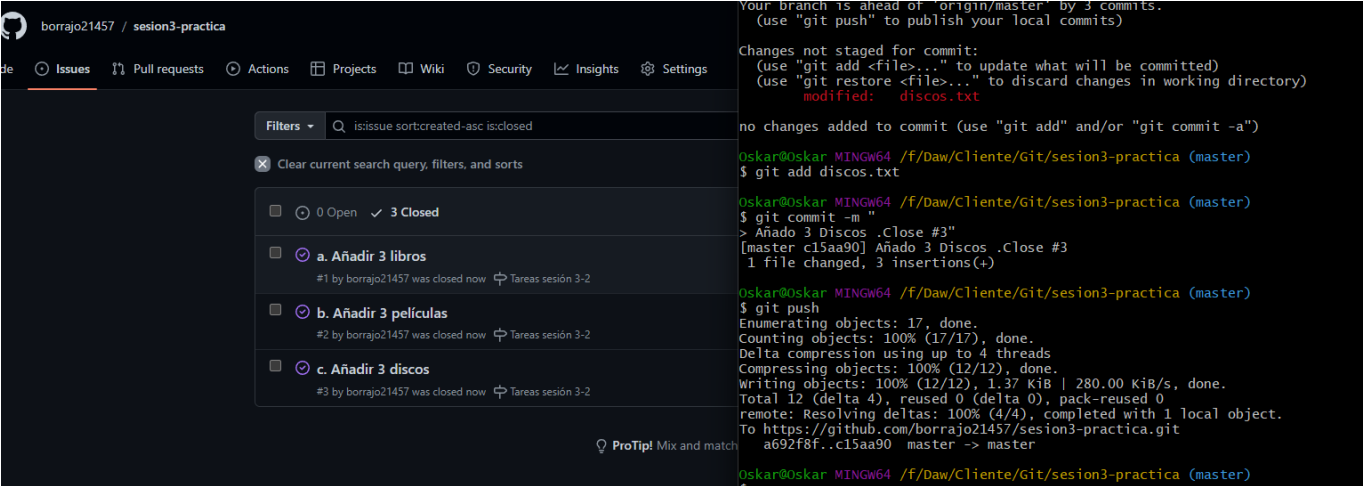 borrajo21457 / sesion3-practica
de Issues Pull requests Actions Projects Wiki Security Insights Settings
Filters is:issue sort:created-asc is:closed
Clear current search query, filters, and sorts
0 Open 3 Closed
a. Añadir 3 libros
#1 by borrajo21457 was closed now Tareas sesión 3-2
b. Añadir 3 películas
#2 by borrajo21457 was closed now Tareas sesión 3-2
c. Añadir 3 discos
#3 by borrajo21457 was closed now Tareas sesión 3-2
ProTip! Mix and match
Your branch is ahead of 'origin/master' by 3 commits.
(use "git push" to publish your local commits)
Changes not staged for commit:
(use "git add <file>..." to update what will be committed)
(use "git restore <file>..." to discard changes in working directory)
modified: discos.txt
no changes added to commit (use "git add" and/or "git commit -a")
Oskar@Oskar MINGW64 /f/Daw/Cliente/Git/sesion3-practica (master)
$ git add discos.txt
Oskar@Oskar MINGW64 /f/Daw/Cliente/Git/sesion3-practica (master)
$ git commit -m "
> Añado 3 Discos .Close #3"
[master c15aa90] Añado 3 Discos .Close #3
1 file changed, 3 insertions(+)
Oskar@Oskar MINGW64 /f/Daw/Cliente/Git/sesion3-practica (master)
$ git push
Enumerating objects: 17, done.
Counting objects: 100% (17/17), done.
Delta compression using up to 4 threads
Compressing objects: 100% (12/12), done.
Writing objects: 100% (12/12), 1.37 KiB | 280.00 KiB/s, done.
Total 12 (delta 4), reused 0 (delta 0), pack-reused 0
remote: Resolving deltas: 100% (4/4), completed with 1 local object.
To https://github.com/borrajo21457/sesion3-practica.git
a692f8f..c15aa90 master -> master
Oskar@Oskar MINGW64 /f/Daw/Cliente/Git/sesion3-practica (master)